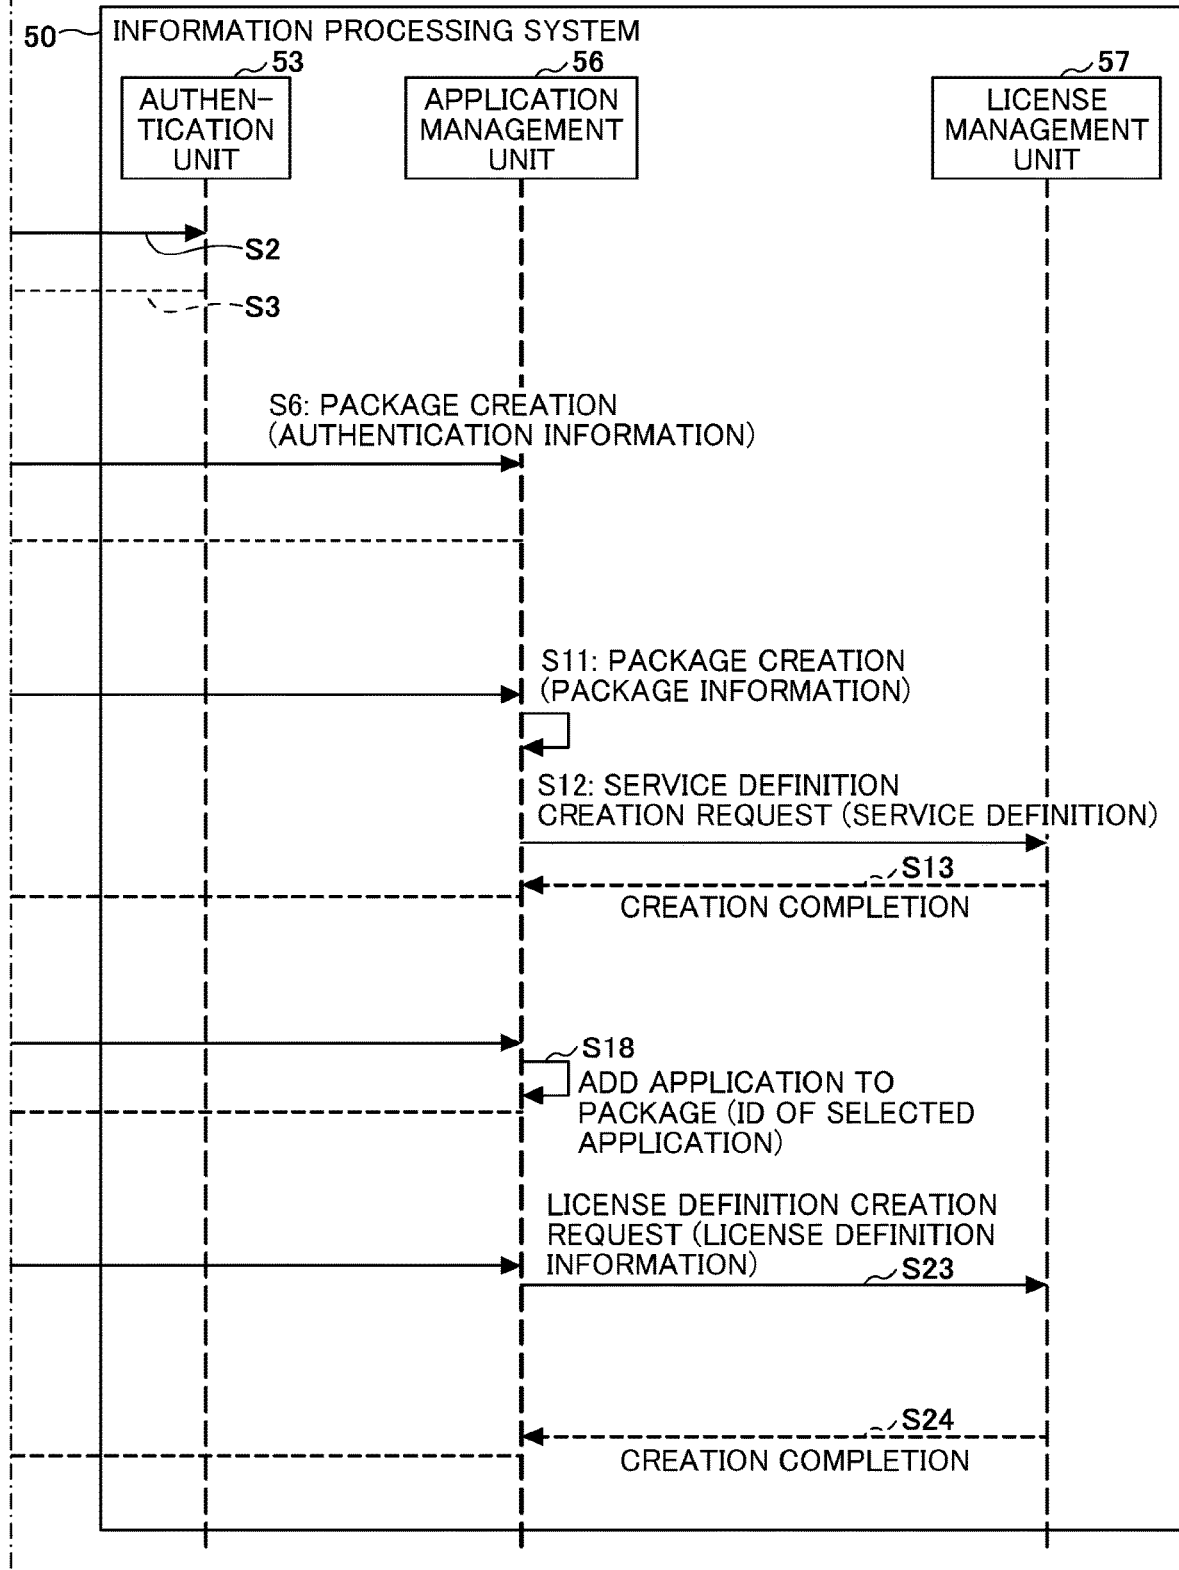 50
INFORMATION PROCESSING SYSTEM
53
56
57
AUTHEN-
TICATION
UNIT
APPLICATION
MANAGEMENT
UNIT
LICENSE
MANAGEMENT
UNIT
S2
S3
S6: PACKAGE CREATION
(AUTHENTICATION INFORMATION)
S11: PACKAGE CREATION
(PACKAGE INFORMATION)
S12: SERVICE DEFINITION
CREATION REQUEST (SERVICE DEFINITION)
S13
CREATION COMPLETION
S18
ADD APPLICATION TO
PACKAGE (ID OF SELECTED
APPLICATION)
LICENSE DEFINITION CREATION
REQUEST (LICENSE DEFINITION
INFORMATION)
S23
S24
CREATION COMPLETION